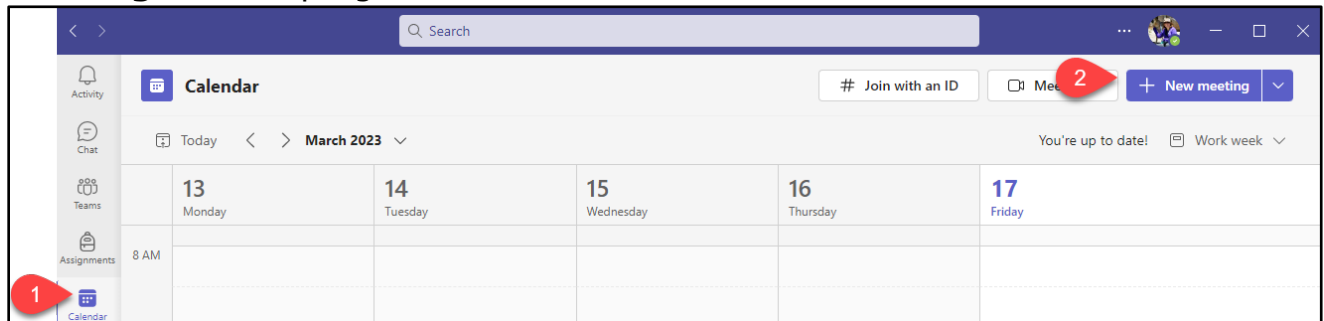 Search
Activity
Calendar
# Join with an ID
2
+ New meeting
Chat
Today
March 2023
You're up to date!
Work week
Teams
13
14
15
16
17
Monday
Tuesday
Wednesday
Thursday
Friday
Assignments
8 AM
1
Calendar